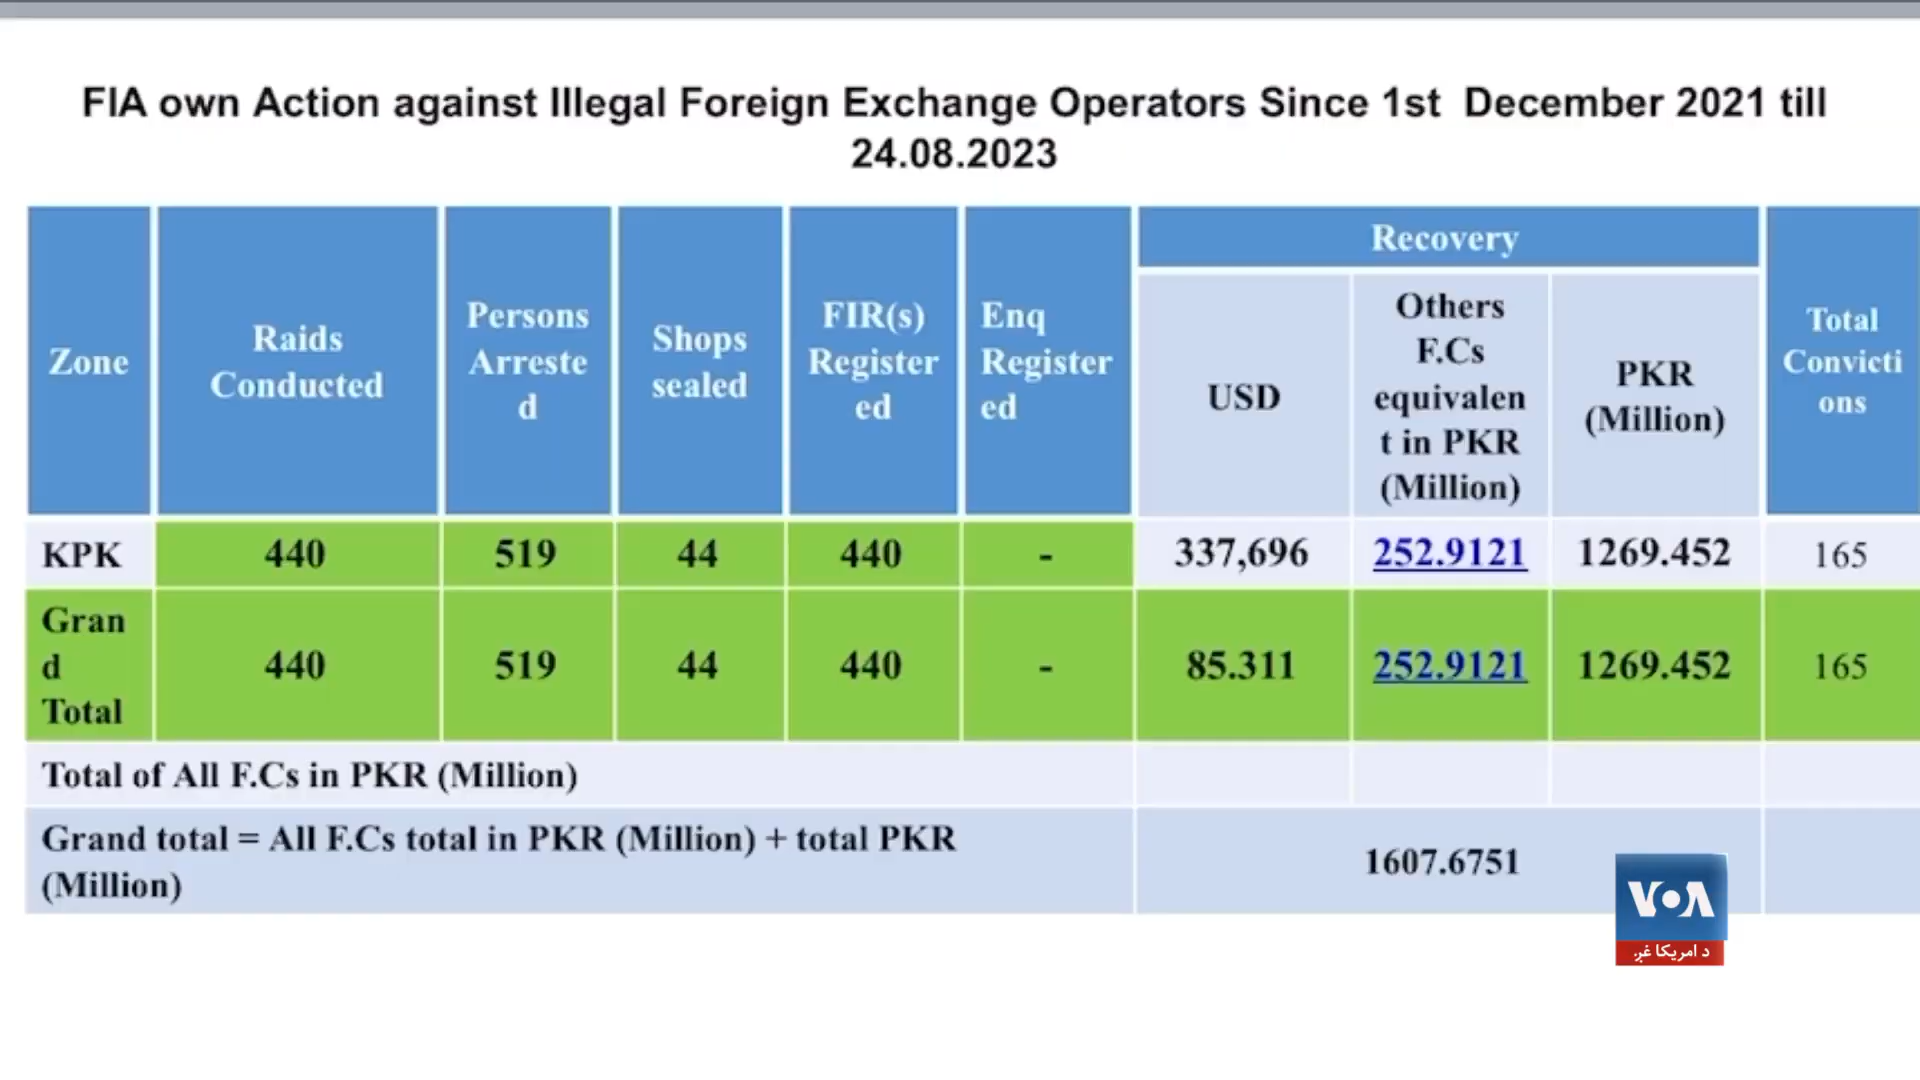 FIA own Action against Illegal Foreign Exchange Operators Since 1st December 2021 till
24.08.2023
Zone
Raids
Conducted
Persons
Arreste
d
Shops
sealed
FIR(s)
Register
ed
Enq
Register
ed
Recovery
USD
Others
F.Cs
equivalen
t in PKR
(Million)
PKR
(Million)
Total
Convicti
ons
KPK 440 519 44 440 - 337,696 252.9121 1269.452 165
Gran
d
Total
440 519 44 440 - 85.311 252.9121 1269.452 165
Total of All F.Cs in PKR (Million)
Grand total = All F.Cs total in PKR (Million) + total PKR
(Million)
1607.6751
VOA
د امریکا غږ